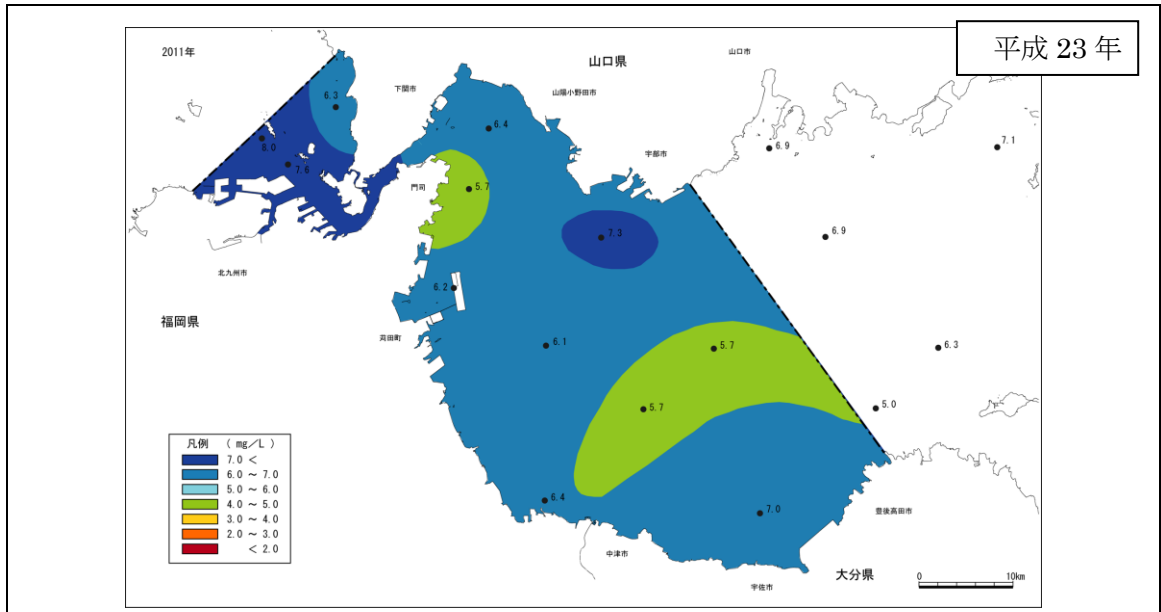 平成 23 年
2011年
山口県
山口市
下関市
山陽小野田市
6.3
6.4
8.0
6.9
7.1
7.6
宇部市
門司
5.7
7.3
6.9
北九州市
6.2
福岡県
苅田町
6.1
5.7
6.3
5.7
5.0
凡例 ( mg/L )
7.0 <
6.0 ~ 7.0
5.0 ~ 6.0
4.0 ~ 5.0
3.0 ~ 4.0
2.0 ~ 3.0
< 2.0
6.4
7.0
豊後高田市
中津市
大分県
宇佐市
0 10km